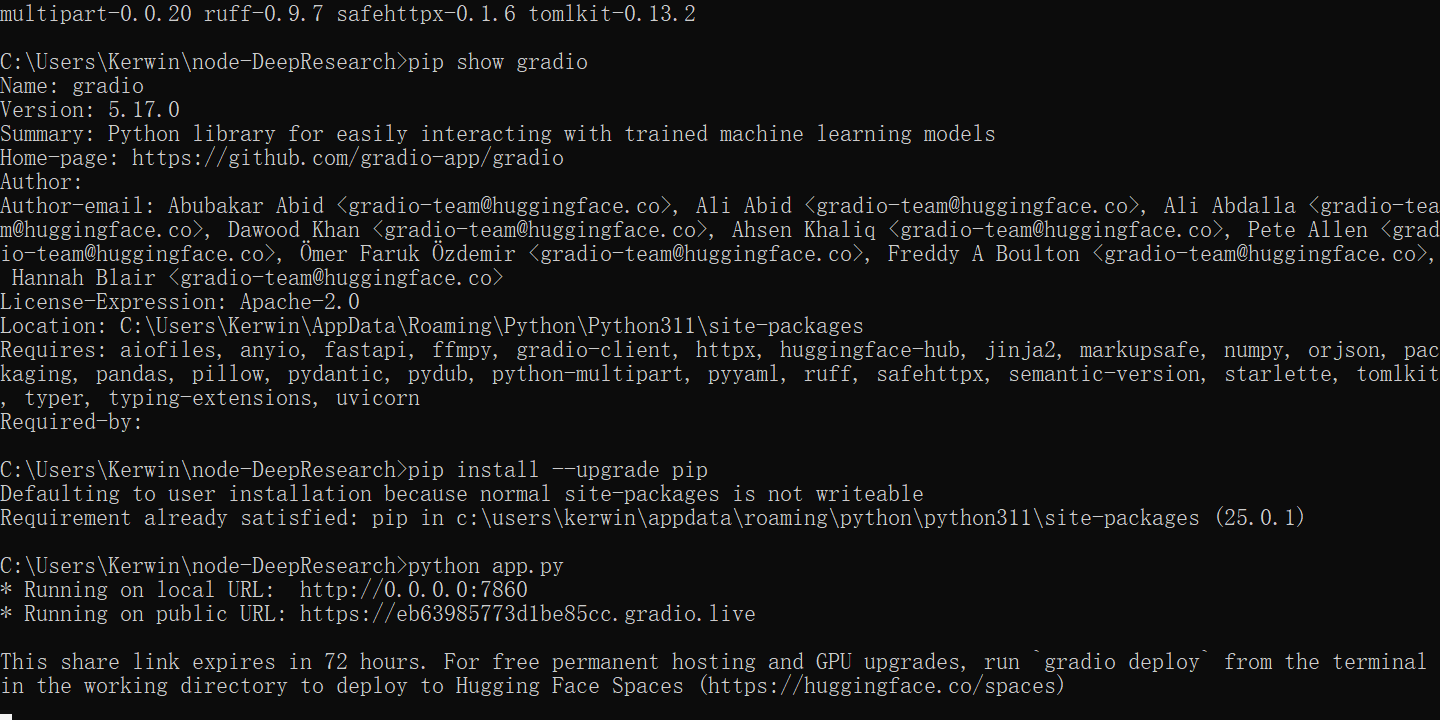 multipart-0.0.20 ruff-0.9.7 safehttpx-0.1.6 tomlkit-0.13.2
C:\Users\Kerwin\node-DeepResearch>pip show gradio
Name: gradio
Version: 5.17.0
Summary: Python library for easily interacting with trained machine learning models
Home-page: https://github.com/gradio-app/gradio
Author:
Author-email: Abubakar Abid <gradio-team@huggingface.co>, Ali Abid <gradio-team@huggingface.co>, Ali Abdalla <gradio-tea
m@huggingface.co>, Dawood Khan <gradio-team@huggingface.co>, Ahsen Khaliq <gradio-team@huggingface.co>, Pete Allen <grad
io-team@huggingface.co>, Ömer Faruk Özdemir <gradio-team@huggingface.co>, Freddy A Boulton <gradio-team@huggingface.co>,
 Hannah Blair <gradio-team@huggingface.co>
License-Expression: Apache-2.0
Location: C:\Users\Kerwin\AppData\Roaming\Python\Python311\site-packages
Requires: aiofiles, anyio, fastapi, ffmpy, gradio-client, httpx, huggingface-hub, jinja2, markupsafe, numpy, orjson, pac
kaging, pandas, pillow, pydantic, pydub, python-multipart, pyyaml, ruff, safehttpx, semantic-version, starlette, tomlkit
, typer, typing-extensions, uvicorn
Required-by:
C:\Users\Kerwin\node-DeepResearch>pip install --upgrade pip
Defaulting to user installation because normal site-packages is not writeable
Requirement already satisfied: pip in c:\users\kerwin\appdata\roaming\python\python311\site-packages (25.0.1)
C:\Users\Kerwin\node-DeepResearch>python app.py
* Running on local URL:  http://0.0.0.0:7860
* Running on public URL: https://eb63985773d1be85cc.gradio.live
This share link expires in 72 hours. For free permanent hosting and GPU upgrades, run `gradio deploy` from the terminal
in the working directory to deploy to Hugging Face Spaces (https://huggingface.co/spaces)